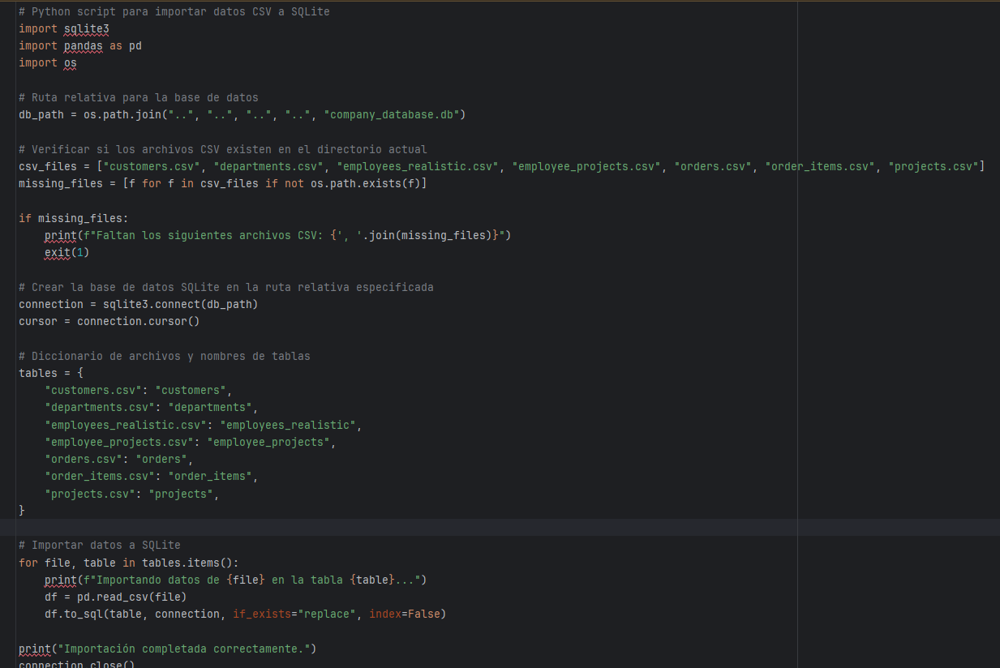 # Python script para importar datos CSV a SQLite
import sqlite3
import pandas as pd
import os
# Ruta relativa para la base de datos
db_path = os.path.join("..", "..", "..", "..", "company_database.db")
# Verificar si los archivos CSV existen en el directorio actual
csv_files = ["customers.csv", "departments.csv", "employees_realistic.csv", "employee_projects.csv", "orders.csv", "order_items.csv", "projects.csv"]
missing_files = [f for f in csv_files if not os.path.exists(f)]
if missing_files:
    print(f"Faltan los siguientes archivos CSV: {', '.join(missing_files)}")
    exit(1)
# Crear la base de datos SQLite en la ruta relativa especificada
connection = sqlite3.connect(db_path)
cursor = connection.cursor()
# Diccionario de archivos y nombres de tablas
tables = {
    "customers.csv": "customers",
    "departments.csv": "departments",
    "employees_realistic.csv": "employees_realistic",
    "employee_projects.csv": "employee_projects",
    "orders.csv": "orders",
    "order_items.csv": "order_items",
    "projects.csv": "projects",
}
# Importar datos a SQLite
for file, table in tables.items():
    print(f"Importando datos de {file} en la tabla {table}...")
    df = pd.read_csv(file)
    df.to_sql(table, connection, if_exists="replace", index=False)
print("Importación completada correctamente.")
connection.close()